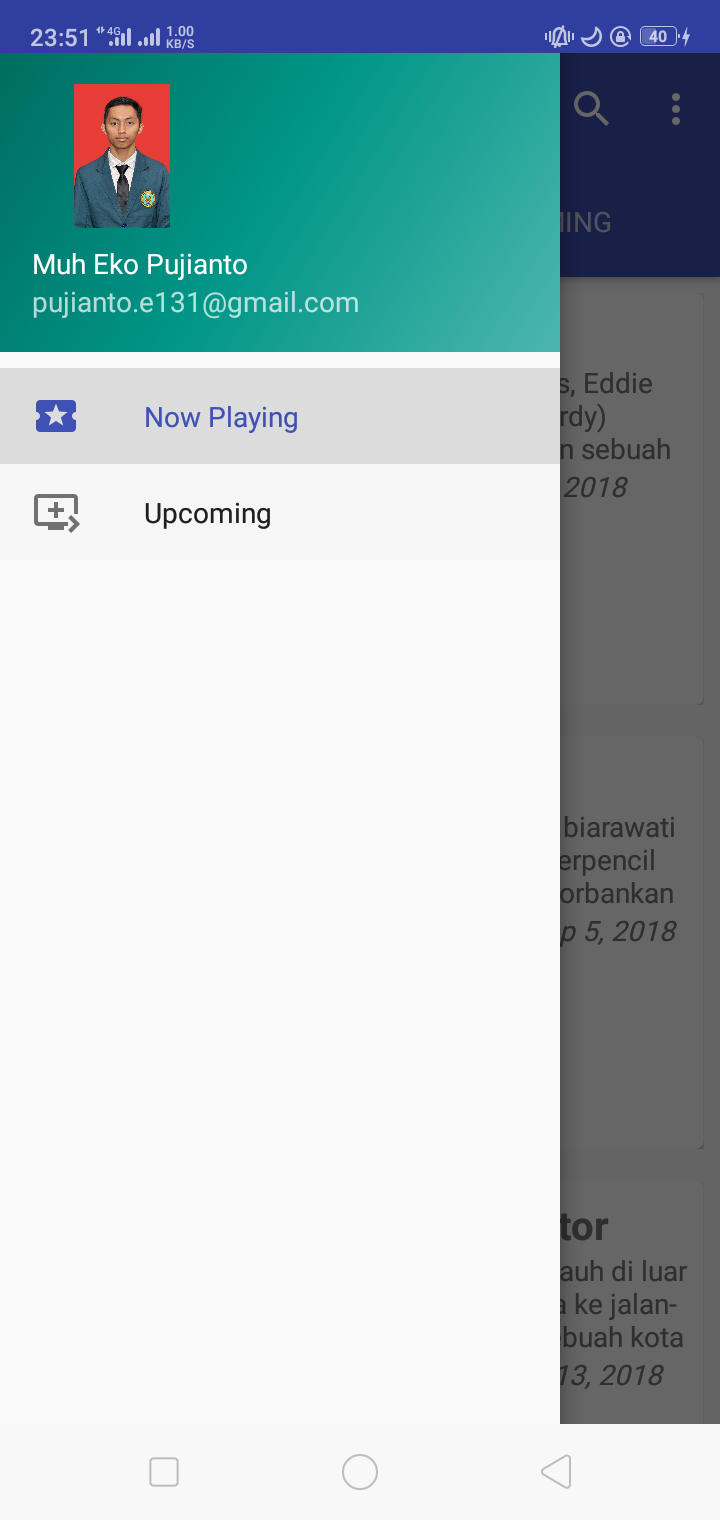 23:51 4G 1.00 KB/S 40
MING
Muh Eko Pujianto
pujianto.e131@gmail.com
Now Playing
Upcoming
s, Eddie
rdy)
n sebuah
2018
biarawati
erpencil
orbankan
p 5, 2018
tor
auh di luar
a ke jalan-
ebuah kota
13, 2018